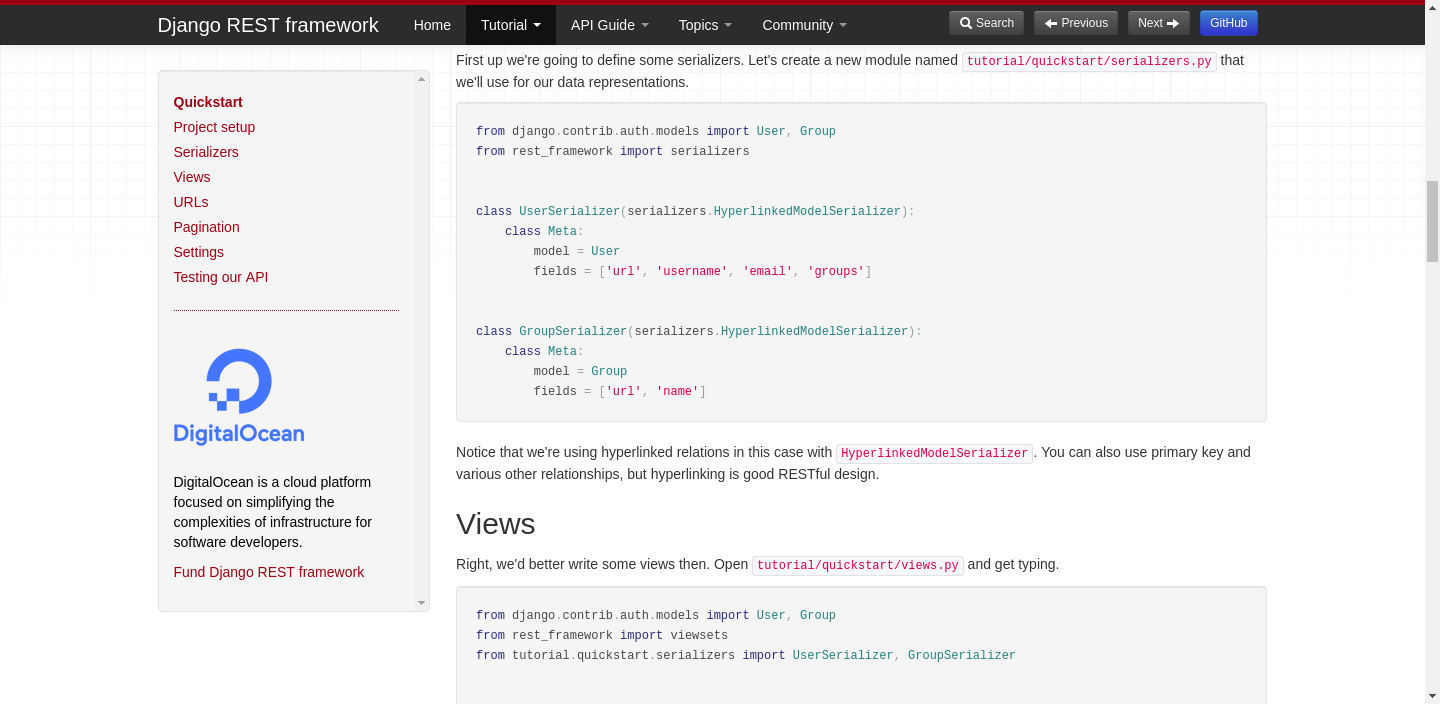 Django REST framework Home Tutorial API Guide Topics Community Search Previous Next GitHub
Quickstart
Project setup
Serializers
Views
URLs
Pagination
Settings
Testing our API
DigitalOcean
DigitalOcean is a cloud platform
focused on simplifying the
complexities of infrastructure for
software developers.
Fund Django REST framework
First up we're going to define some serializers. Let's create a new module named tutorial/quickstart/serializers.py that
we'll use for our data representations.
from django.contrib.auth.models import User, Group
from rest_framework import serializers
class UserSerializer(serializers.HyperlinkedModelSerializer):
    class Meta:
        model = User
        fields = ['url', 'username', 'email', 'groups']
class GroupSerializer(serializers.HyperlinkedModelSerializer):
    class Meta:
        model = Group
        fields = ['url', 'name']
Notice that we're using hyperlinked relations in this case with HyperlinkedModelSerializer. You can also use primary key and
various other relationships, but hyperlinking is good RESTful design.
Views
Right, we'd better write some views then. Open tutorial/quickstart/views.py and get typing.
from django.contrib.auth.models import User, Group
from rest_framework import viewsets
from tutorial.quickstart.serializers import UserSerializer, GroupSerializer